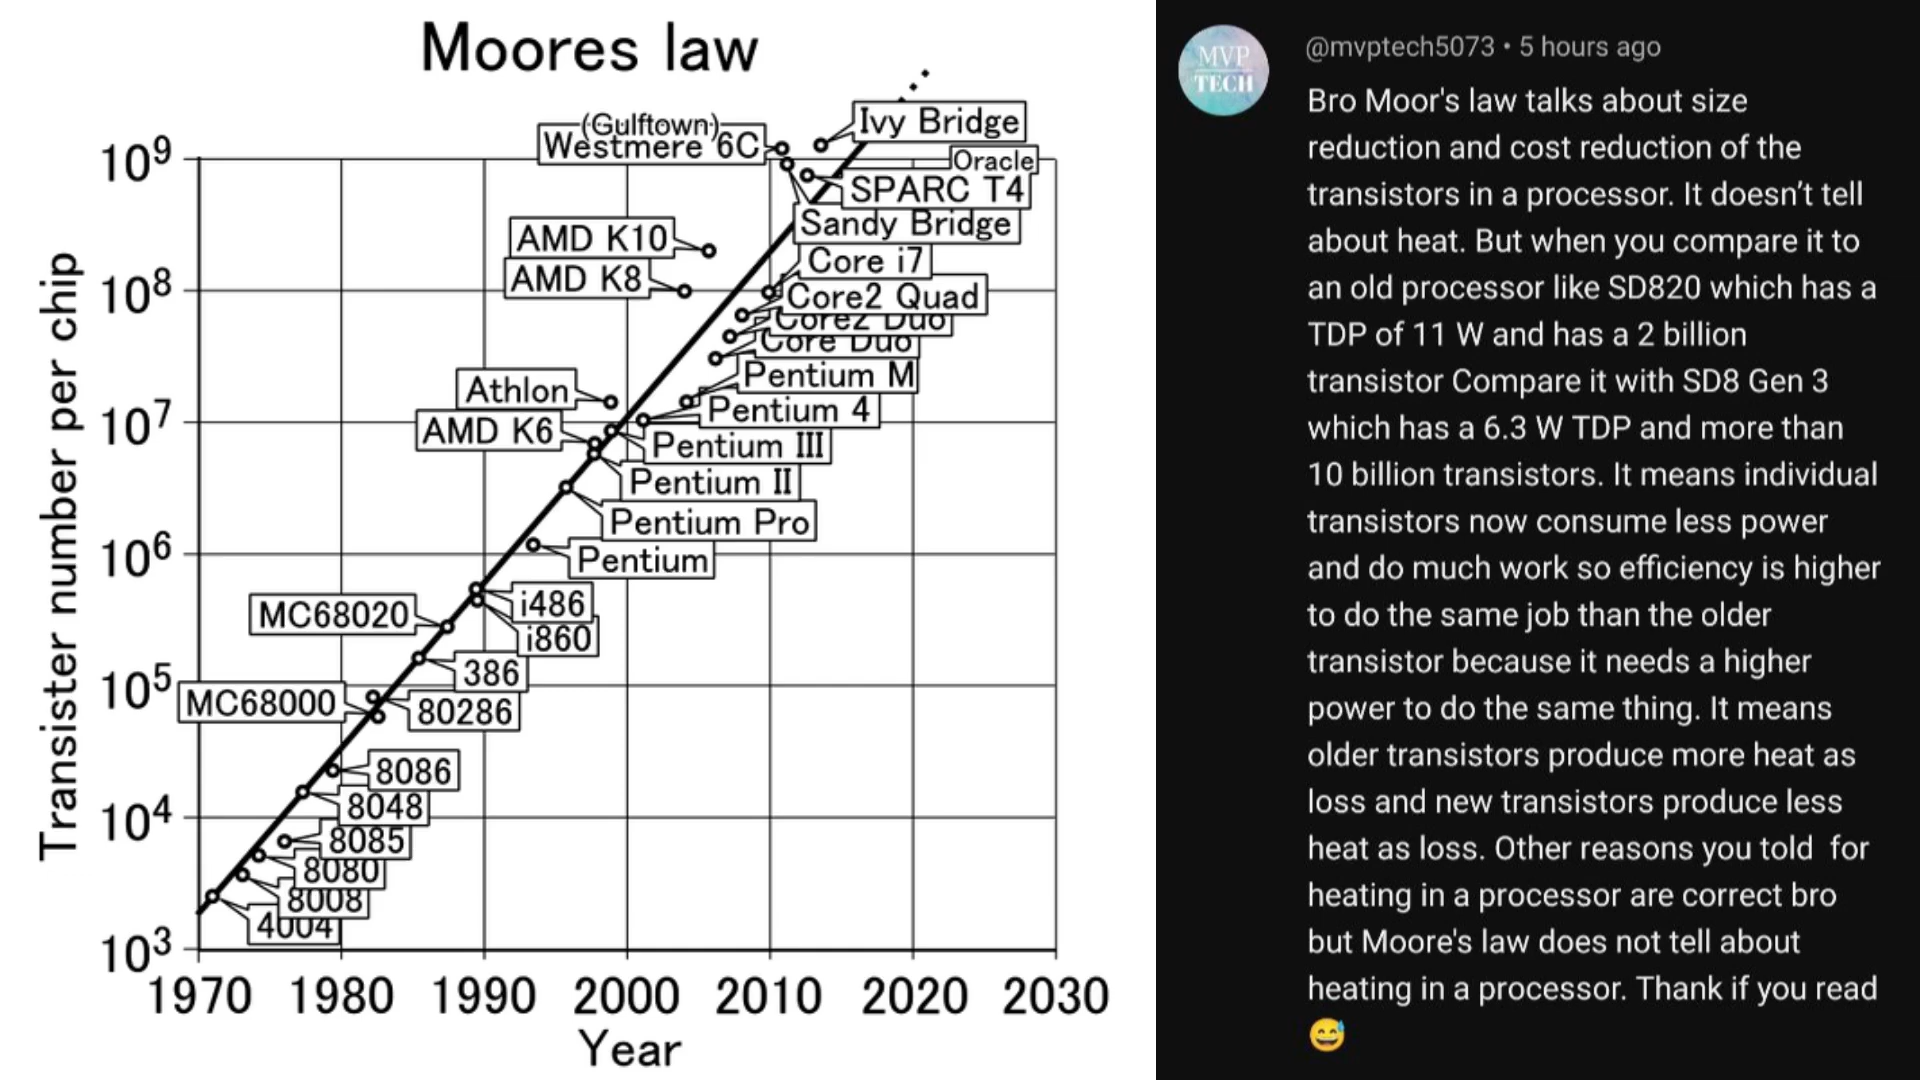 Moores law
Transister number per chip
10⁹
10⁸
10⁷
10⁶
10⁵
10⁴
10³
1970 1980 1990 2000 2010 2020 2030
Year
(Gulftown)
Westmere 6C
Ivy Bridge
Oracle
SPARC T4
Sandy Bridge
AMD K10
AMD K8
Core i7
Core2 Quad
Core2 Duo
Core Duo
Pentium M
Athlon
Pentium 4
AMD K6
Pentium III
Pentium II
Pentium Pro
Pentium
i486
MC68020
i860
386
MC68000
80286
8086
8048
8085
8080
8008
4004
MVP
TECH
@mvptech5073 • 5 hours ago
Bro Moor's law talks about size
reduction and cost reduction of the
transistors in a processor. It doesn’t tell
about heat. But when you compare it to
an old processor like SD820 which has a
TDP of 11 W and has a 2 billion
transistor Compare it with SD8 Gen 3
which has a 6.3 W TDP and more than
10 billion transistors. It means individual
transistors now consume less power
and do much work so efficiency is higher
to do the same job than the older
transistor because it needs a higher
power to do the same thing. It means
older transistors produce more heat as
loss and new transistors produce less
heat as loss. Other reasons you told  for
heating in a processor are correct bro
but Moore's law does not tell about
heating in a processor. Thank if you read
😅